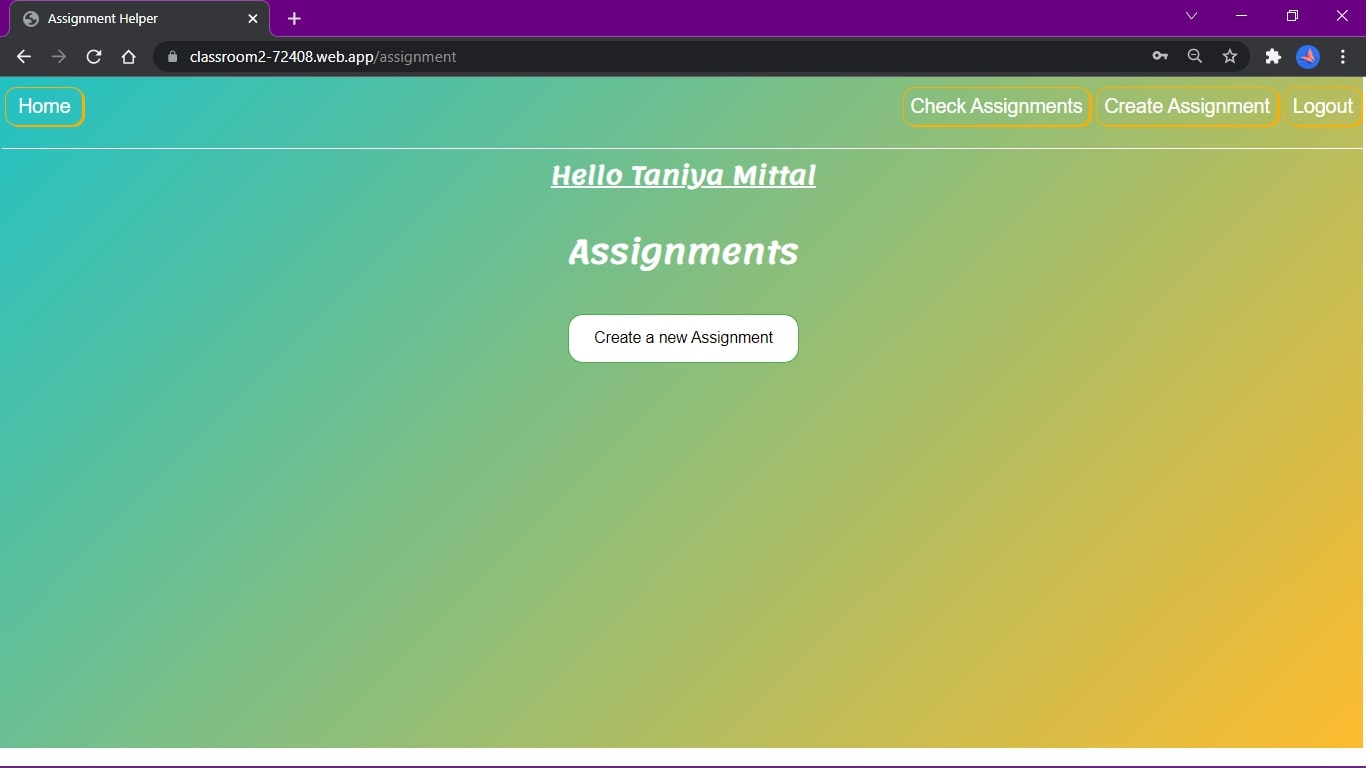 Assignment Helper
classroom2-72408.web.app/assignment
Home Check Assignments Create Assignment Logout
Hello Taniya Mittal
Assignments
Create a new Assignment